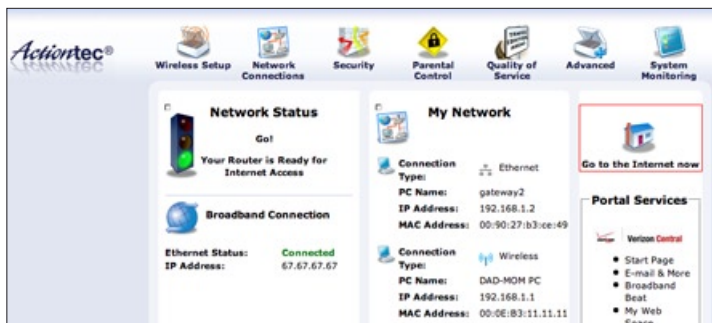 Actiontec®
Wireless Setup
Network Connections
Security
Parental Control
Quality of Service
Advanced
System Monitoring
Network Status
Go!
Your Router is Ready for
Internet Access
Broadband Connection
Ethernet Status: Connected
IP Address: 67.67.67.67
My Network
Connection Type: Ethernet
PC Name: gateway2
IP Address: 192.168.1.2
MAC Address: 00:90:27:b3:ce:49
Connection Type: Wireless
PC Name: DAD-MOM PC
IP Address: 192.168.1.1
MAC Address: 00:0E:83:11.11.11
Go to the Internet now
Portal Services
Verizon Central
Start Page
E-mail & More
Broadband
Beat
My Web
Space